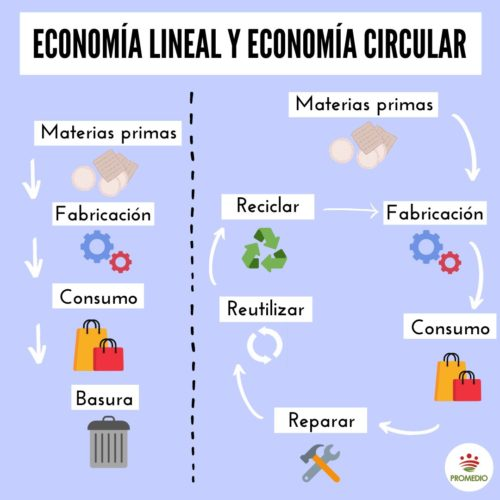 ECONOMÍA LINEAL Y ECONOMÍA CIRCULAR
Materias primas
Fabricación
Consumo
Basura
Materias primas
Fabricación
Consumo
Reparar
Reutilizar
Reciclar
PROMEDIO